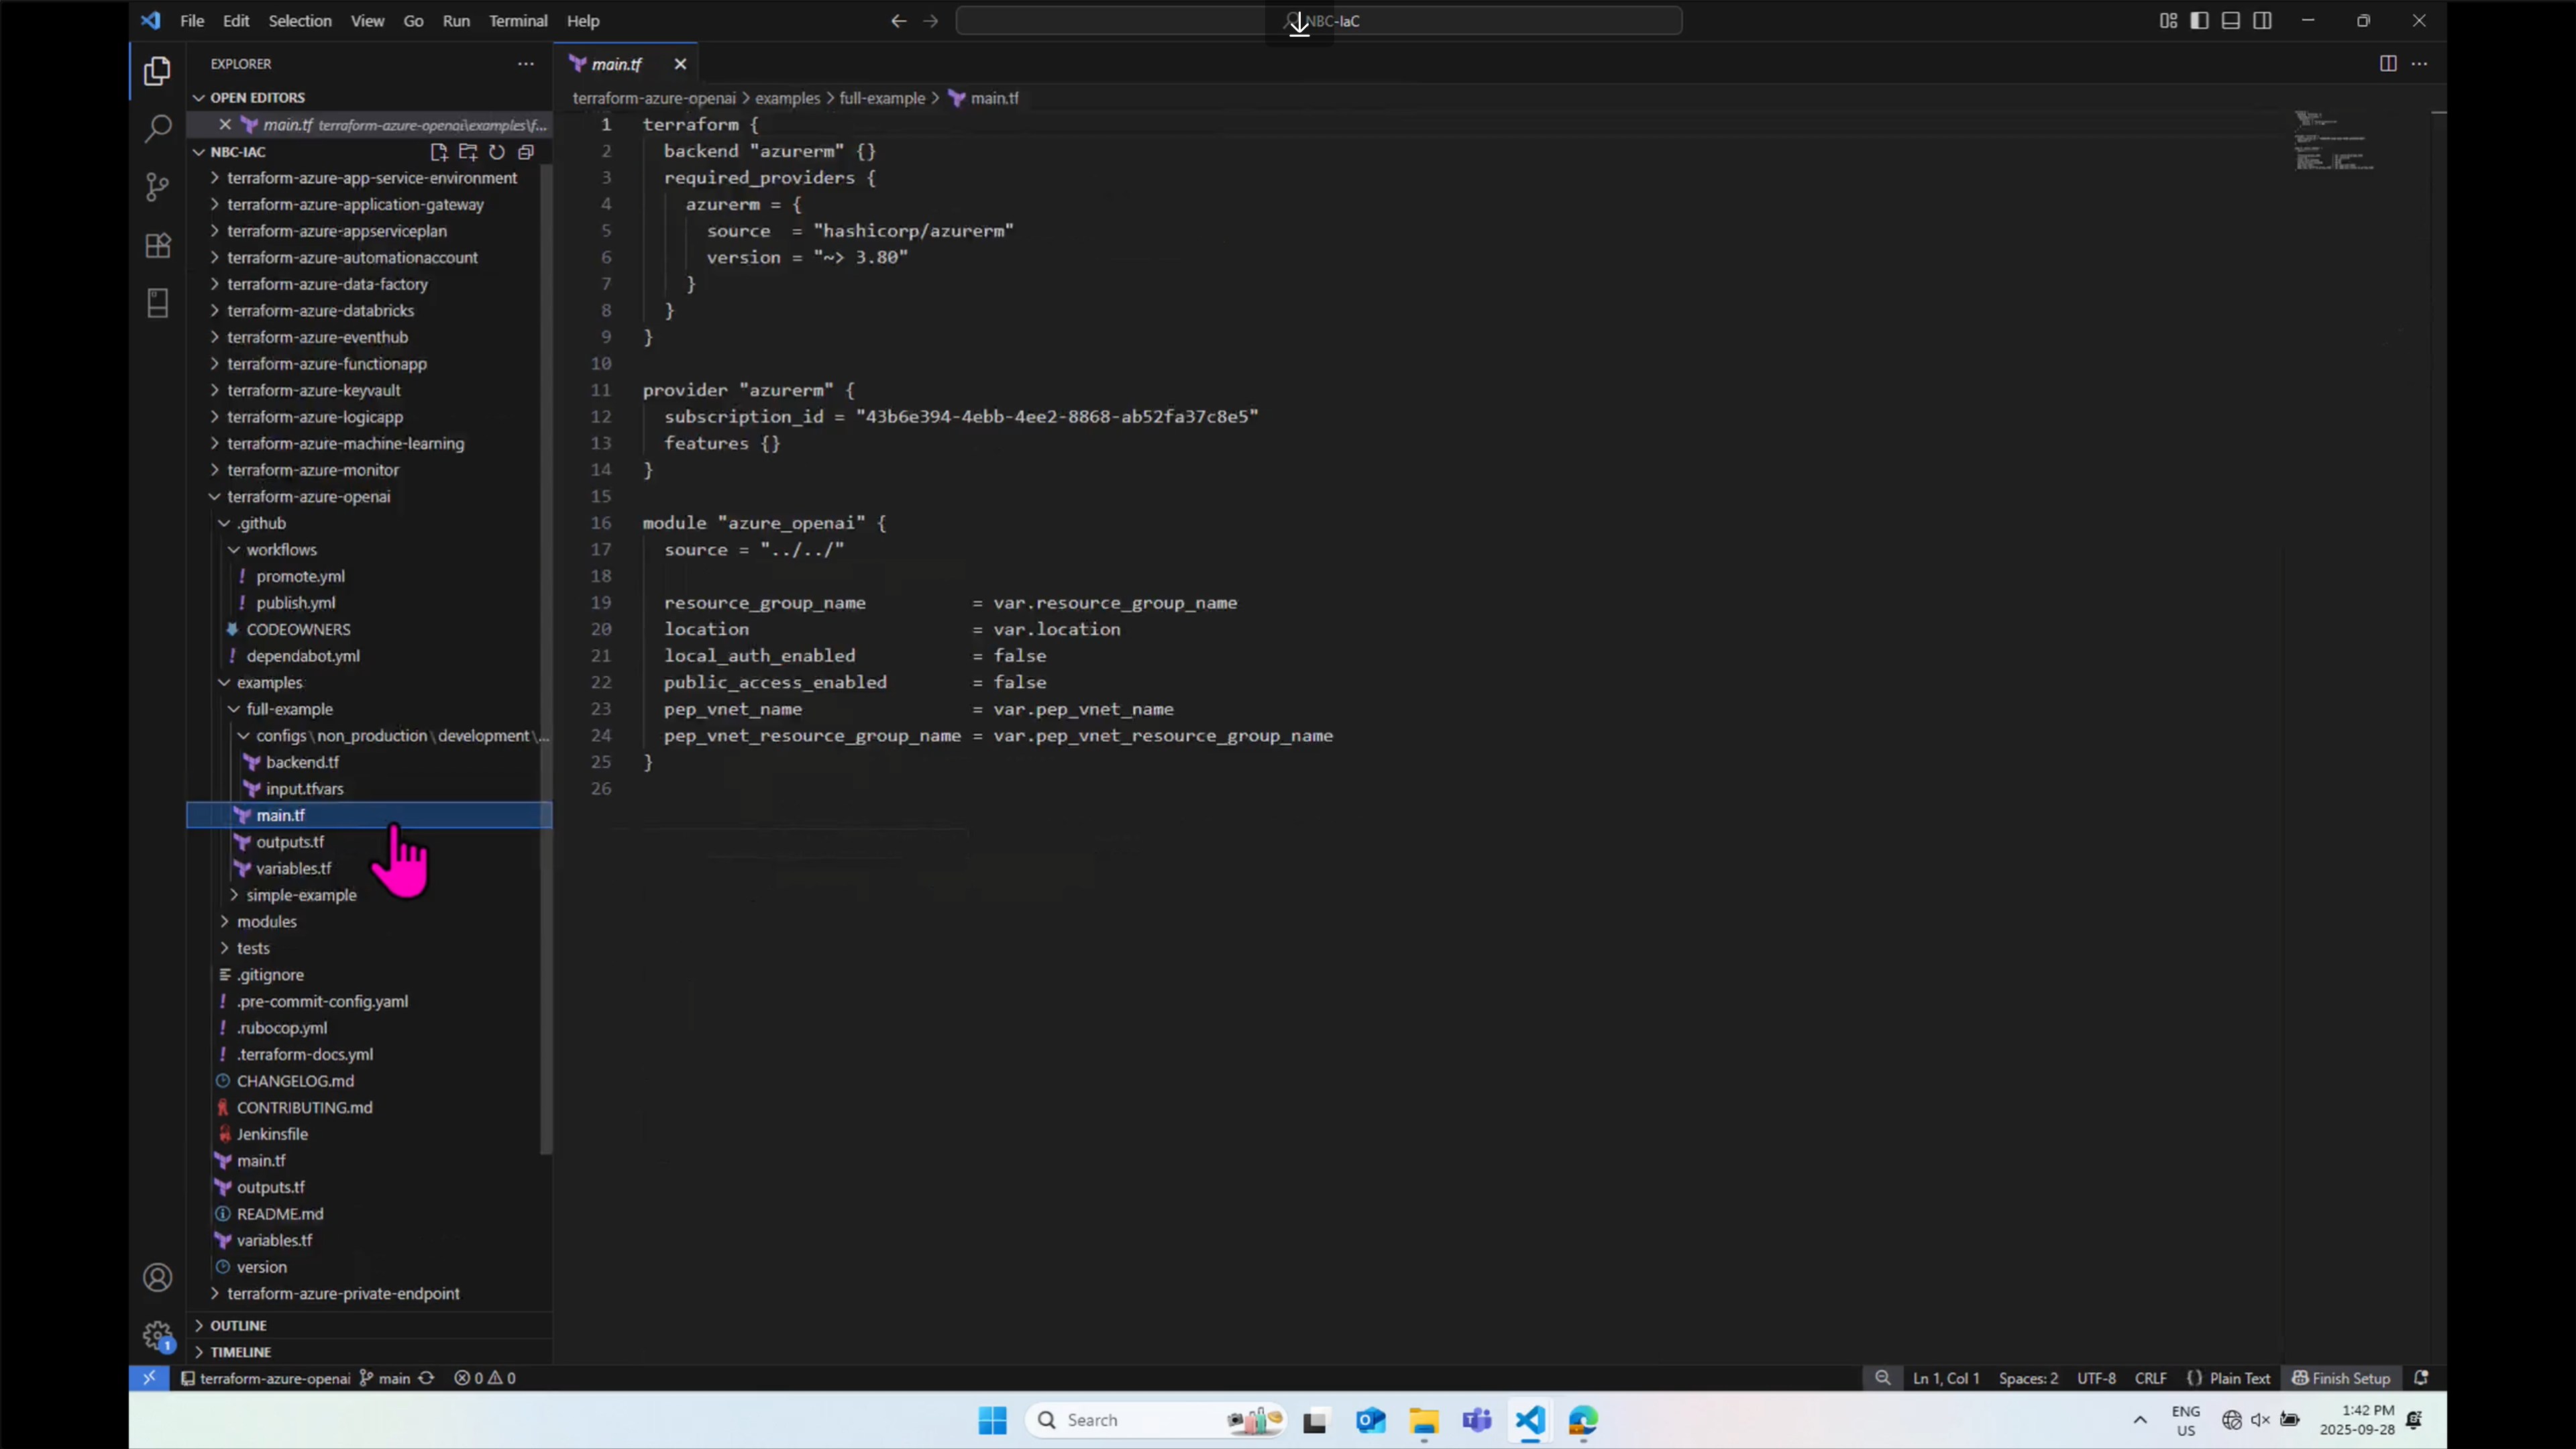 File Edit Selection View Go Run Terminal Help
NBC-IaC
EXPLORER
OPEN EDITORS
main.tf terraform-azure-openai\examples\f...
NBC-IAC
terraform-azure-app-service-environment
terraform-azure-application-gateway
terraform-azure-appserviceplan
terraform-azure-automationaccount
terraform-azure-data-factory
terraform-azure-databricks
terraform-azure-eventhub
terraform-azure-functionapp
terraform-azure-keyvault
terraform-azure-logicapp
terraform-azure-machine-learning
terraform-azure-monitor
terraform-azure-openai
.github
workflows
promote.yml
publish.yml
CODEOWNERS
dependabot.yml
examples
full-example
configs\non_production\development\...
backend.tf
input.tfvars
main.tf
outputs.tf
variables.tf
simple-example
modules
tests
.gitignore
.pre-commit-config.yaml
.rubocop.yml
.terraform-docs.yml
CHANGELOG.md
CONTRIBUTING.md
Jenkinsfile
main.tf
outputs.tf
README.md
variables.tf
version
terraform-azure-private-endpoint
OUTLINE
TIMELINE
main.tf
terraform-azure-openai > examples > full-example > main.tf
1 terraform {
2 backend "azurerm" {}
3 required_providers {
4 azurerm = {
5 source = "hashicorp/azurerm"
6 version = "~> 3.80"
7 }
8 }
9 }
10
11 provider "azurerm" {
12 subscription_id = "43b6e394-4ebb-4ee2-8868-ab52fa37c8e5"
13 features {}
14 }
15
16 module "azure_openai" {
17 source = "../../"
18
19 resource_group_name = var.resource_group_name
20 location = var.location
21 local_auth_enabled = false
22 public_access_enabled = false
23 pep_vnet_name = var.pep_vnet_name
24 pep_vnet_resource_group_name = var.pep_vnet_resource_group_name
25 }
26
1
terraform-azure-openai main 0 0 Ln 1, Col 1 Spaces: 2 UTF-8 CRLF {} Plain Text Finish Setup
Search
ENG
US
1:42 PM
2025-09-28